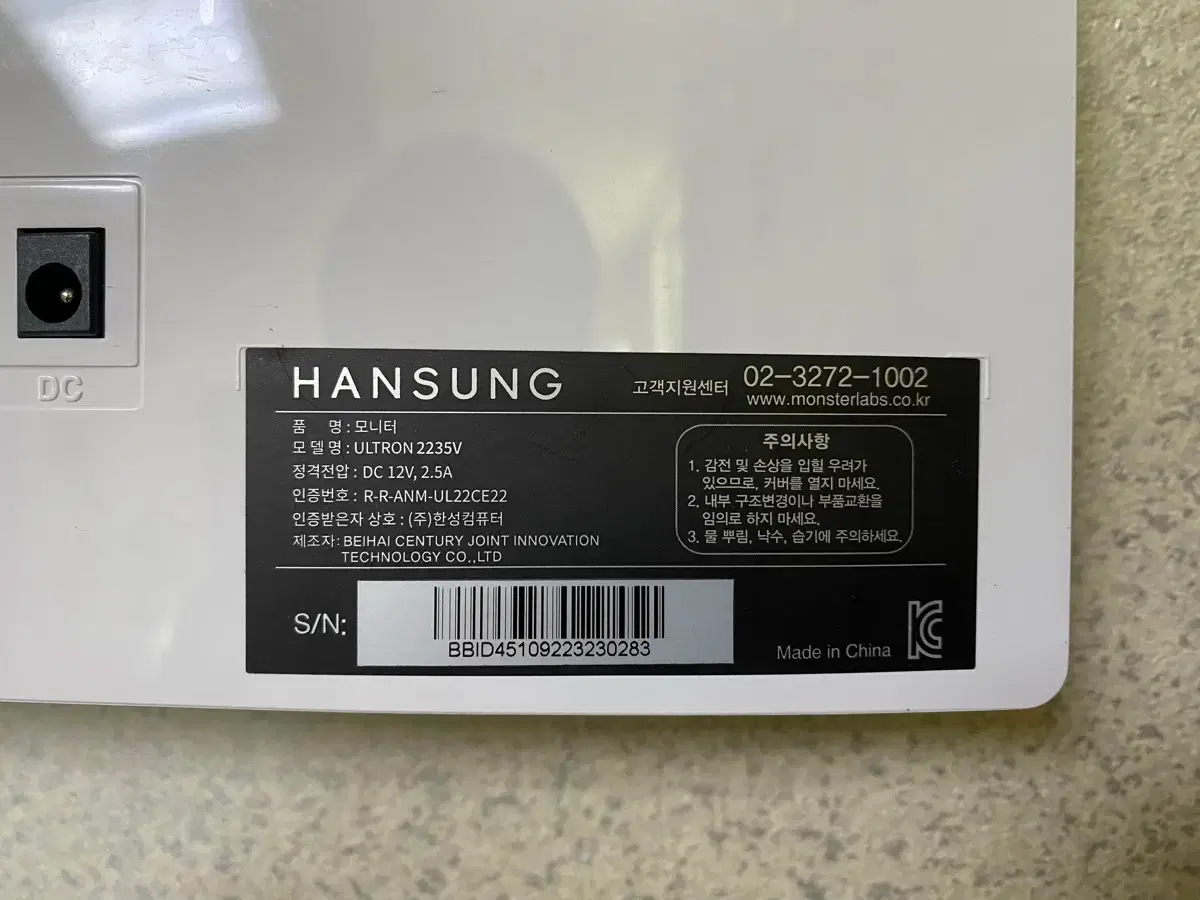 DC
HANSUNG
고객지원센터 02-3272-1002
www.monsterlabs.co.kr
품 명 : 모니터
모 델 명 : ULTRON 2235V
정격전압 : DC 12V, 2.5A
인증번호 : R-R-ANM-UL22CE22
인증받은자 상호 : (주)한성컴퓨터
제조자: BEIHAI CENTURY JOINT INNOVATION
TECHNOLOGY CO.,LTD
주의사항
1. 감전 및 손상을 입힐 우려가
있으므로, 커버를 열지 마세요.
2. 내부 구조변경이나 부품교환을
임의로 하지 마세요.
3. 물 뿌림, 낙수, 습기에 주의하세요.
S/N:
BBID45109223230283
Made in China